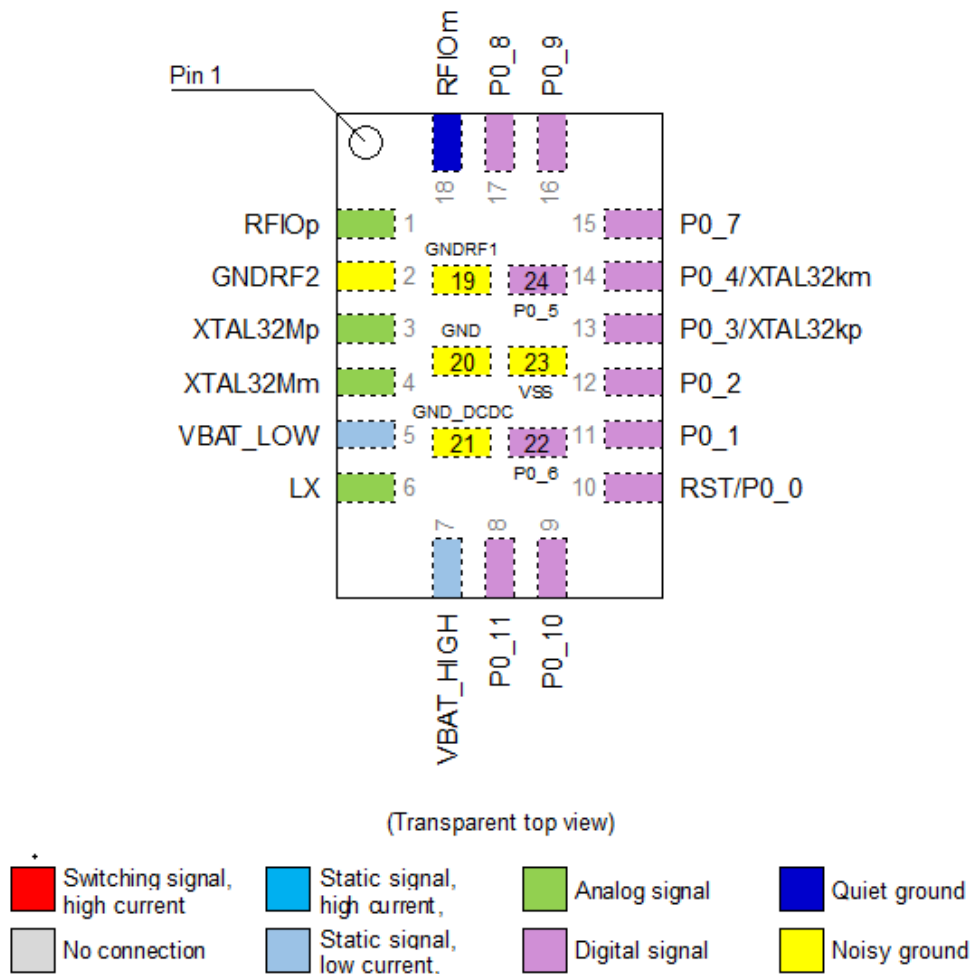 RFIOm
P0_8
P0_9
Pin 1
18
17
16
RFIOp
1
15
P0_7
GNDRF1
GNDRF2
2
19
24
14
P0_4/XTAL32km
P0_5
XTAL32Mp
3
GND
13
P0_3/XTAL32kp
20
23
XTAL32Mm
4
VSS
12
P0_2
GND_DCDC
VBAT_LOW
5
21
22
11
P0_1
P0_6
LX
6
10
RST/P0_0
7
8
9
VBAT_HIGH
P0_11
P0_10
(Transparent top view)
Switching signal,
high current
Static signal,
high current,
Analog signal
Quiet ground
No connection
Static signal,
low current,
Digital signal
Noisy ground